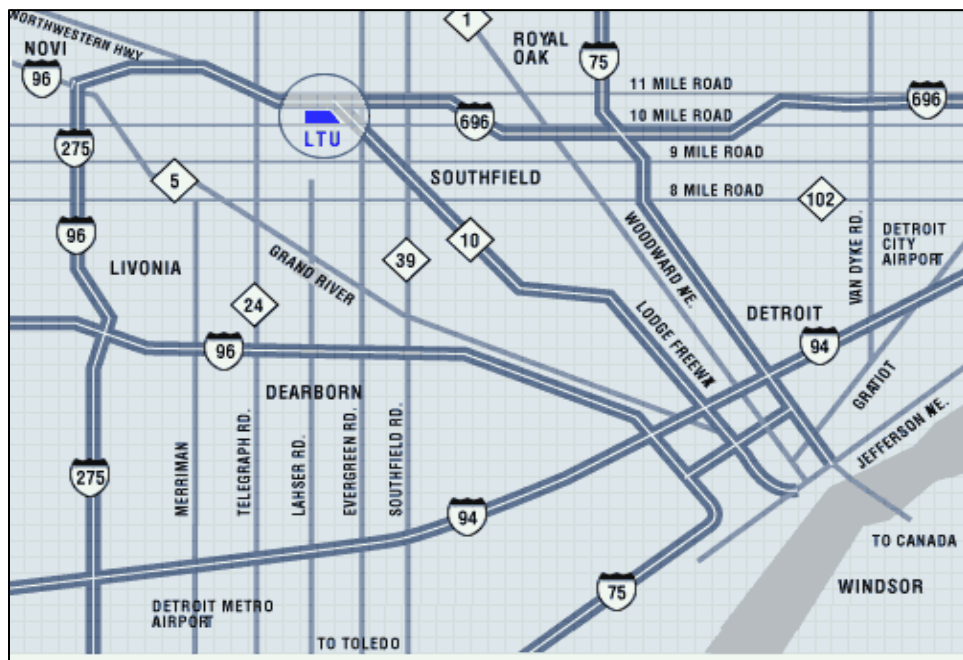 NORTHWESTERN HWY.
NOVI
96
1
ROYAL
OAK
75
11 MILE ROAD
696
10 MILE ROAD
696
LTU
275
9 MILE ROAD
5
SOUTHFIELD
8 MILE ROAD
102
96
LIVONIA
10
39
GRAND RIVER
24
WOODWARD AVE.
VAN DYKE RD.
DETROIT
CITY
AIRPORT
LODGE FREEWAY
DETROIT
94
96
DEARBORN
GRATIOT
JEFFERSON AVE.
275
MERRIMAN
TELEGRAPH RD.
LAHSER RD.
EVERGREEN RD.
SOUTHFIELD RD.
94
TO CANADA
WINDSOR
75
DETROIT METRO
AIRPORT
TO TOLEDO